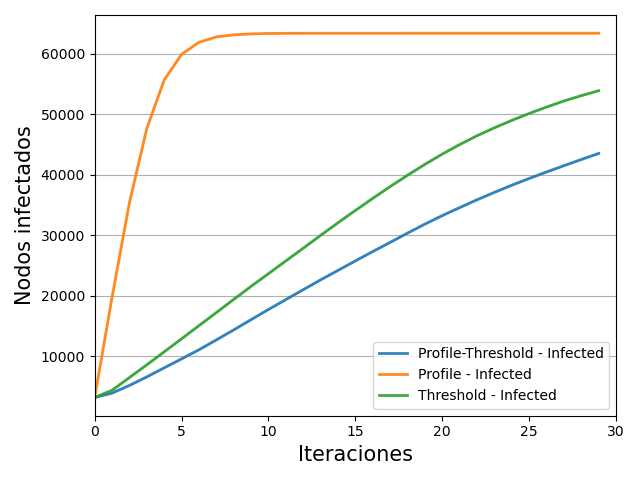 60000
50000
40000
30000
20000
10000
Nodos infectados
Profile-Threshold - Infected
Profile - Infected
Threshold - Infected
0 5 10 15 20 25 30
Iteraciones